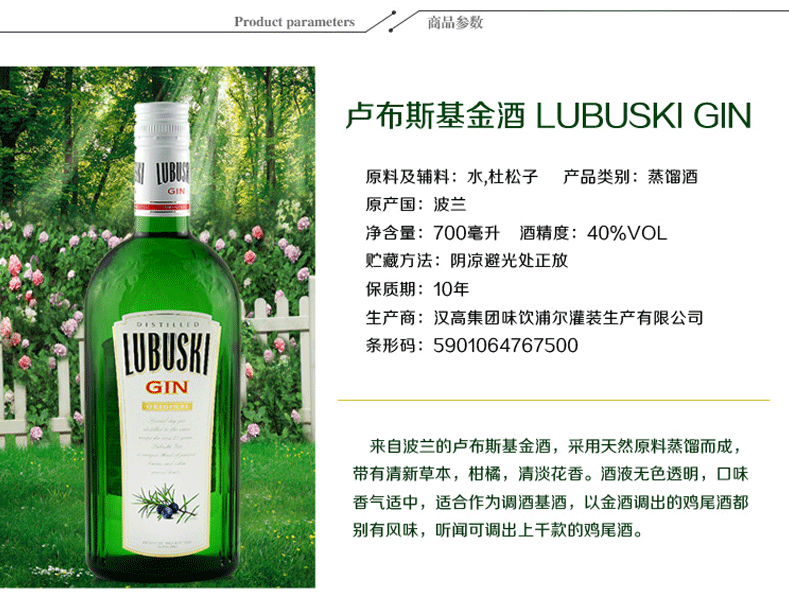 Product parameters
商品参数
卢布斯基金酒 LUBUSKI GIN
原料及辅料：水,杜松子 产品类别：蒸馏酒
原产国：波兰
净含量：700毫升 酒精度：40%VOL
贮藏方法：阴凉避光处正放
保质期：10年
生产商：汉高集团味饮浦尔灌装生产有限公司
条形码：5901064767500
来自波兰的卢布斯基金酒，采用天然原料蒸馏而成，
带有清新草本，柑橘，清淡花香。酒液无色透明，口味
香气适中，适合作为调酒基酒，以金酒调出的鸡尾酒都
别有风味，听闻可调出上千款的鸡尾酒。
GIN
DISTILLED
LUBUSKI
GIN
ORIGINAL